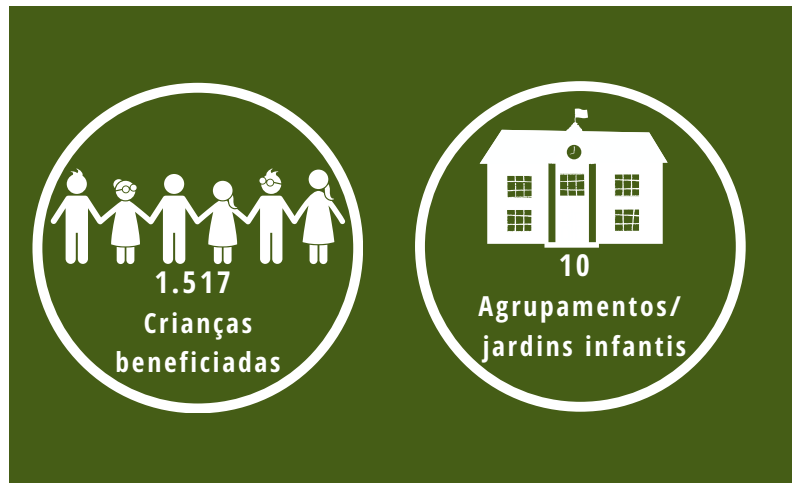 1.517
Crianças
beneficiadas
10
Agrupamentos/
jardins infantis